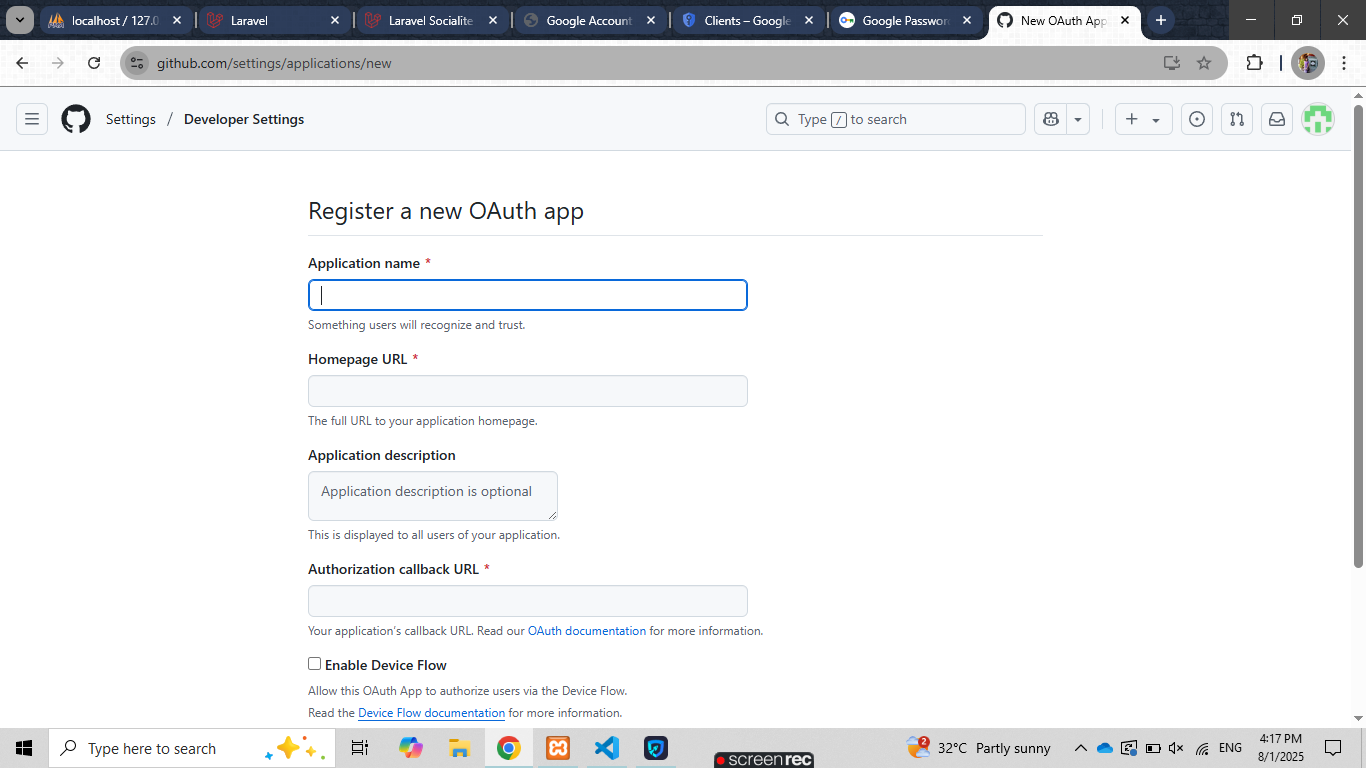 localhost / 127.0
Laravel
Laravel Socialite
Google Account
Clients – Google
Google Password
New OAuth App
github.com/settings/applications/new
Settings / Developer Settings
Type / to search
Register a new OAuth app
Application name *
Something users will recognize and trust.
Homepage URL *
The full URL to your application homepage.
Application description
Application description is optional
This is displayed to all users of your application.
Authorization callback URL *
Your application’s callback URL. Read our OAuth documentation for more information.
Enable Device Flow
Allow this OAuth App to authorize users via the Device Flow.
Read the Device Flow documentation for more information.
Type here to search
screenrec
2
32°C Partly sunny
ENG
4:17 PM
8/1/2025